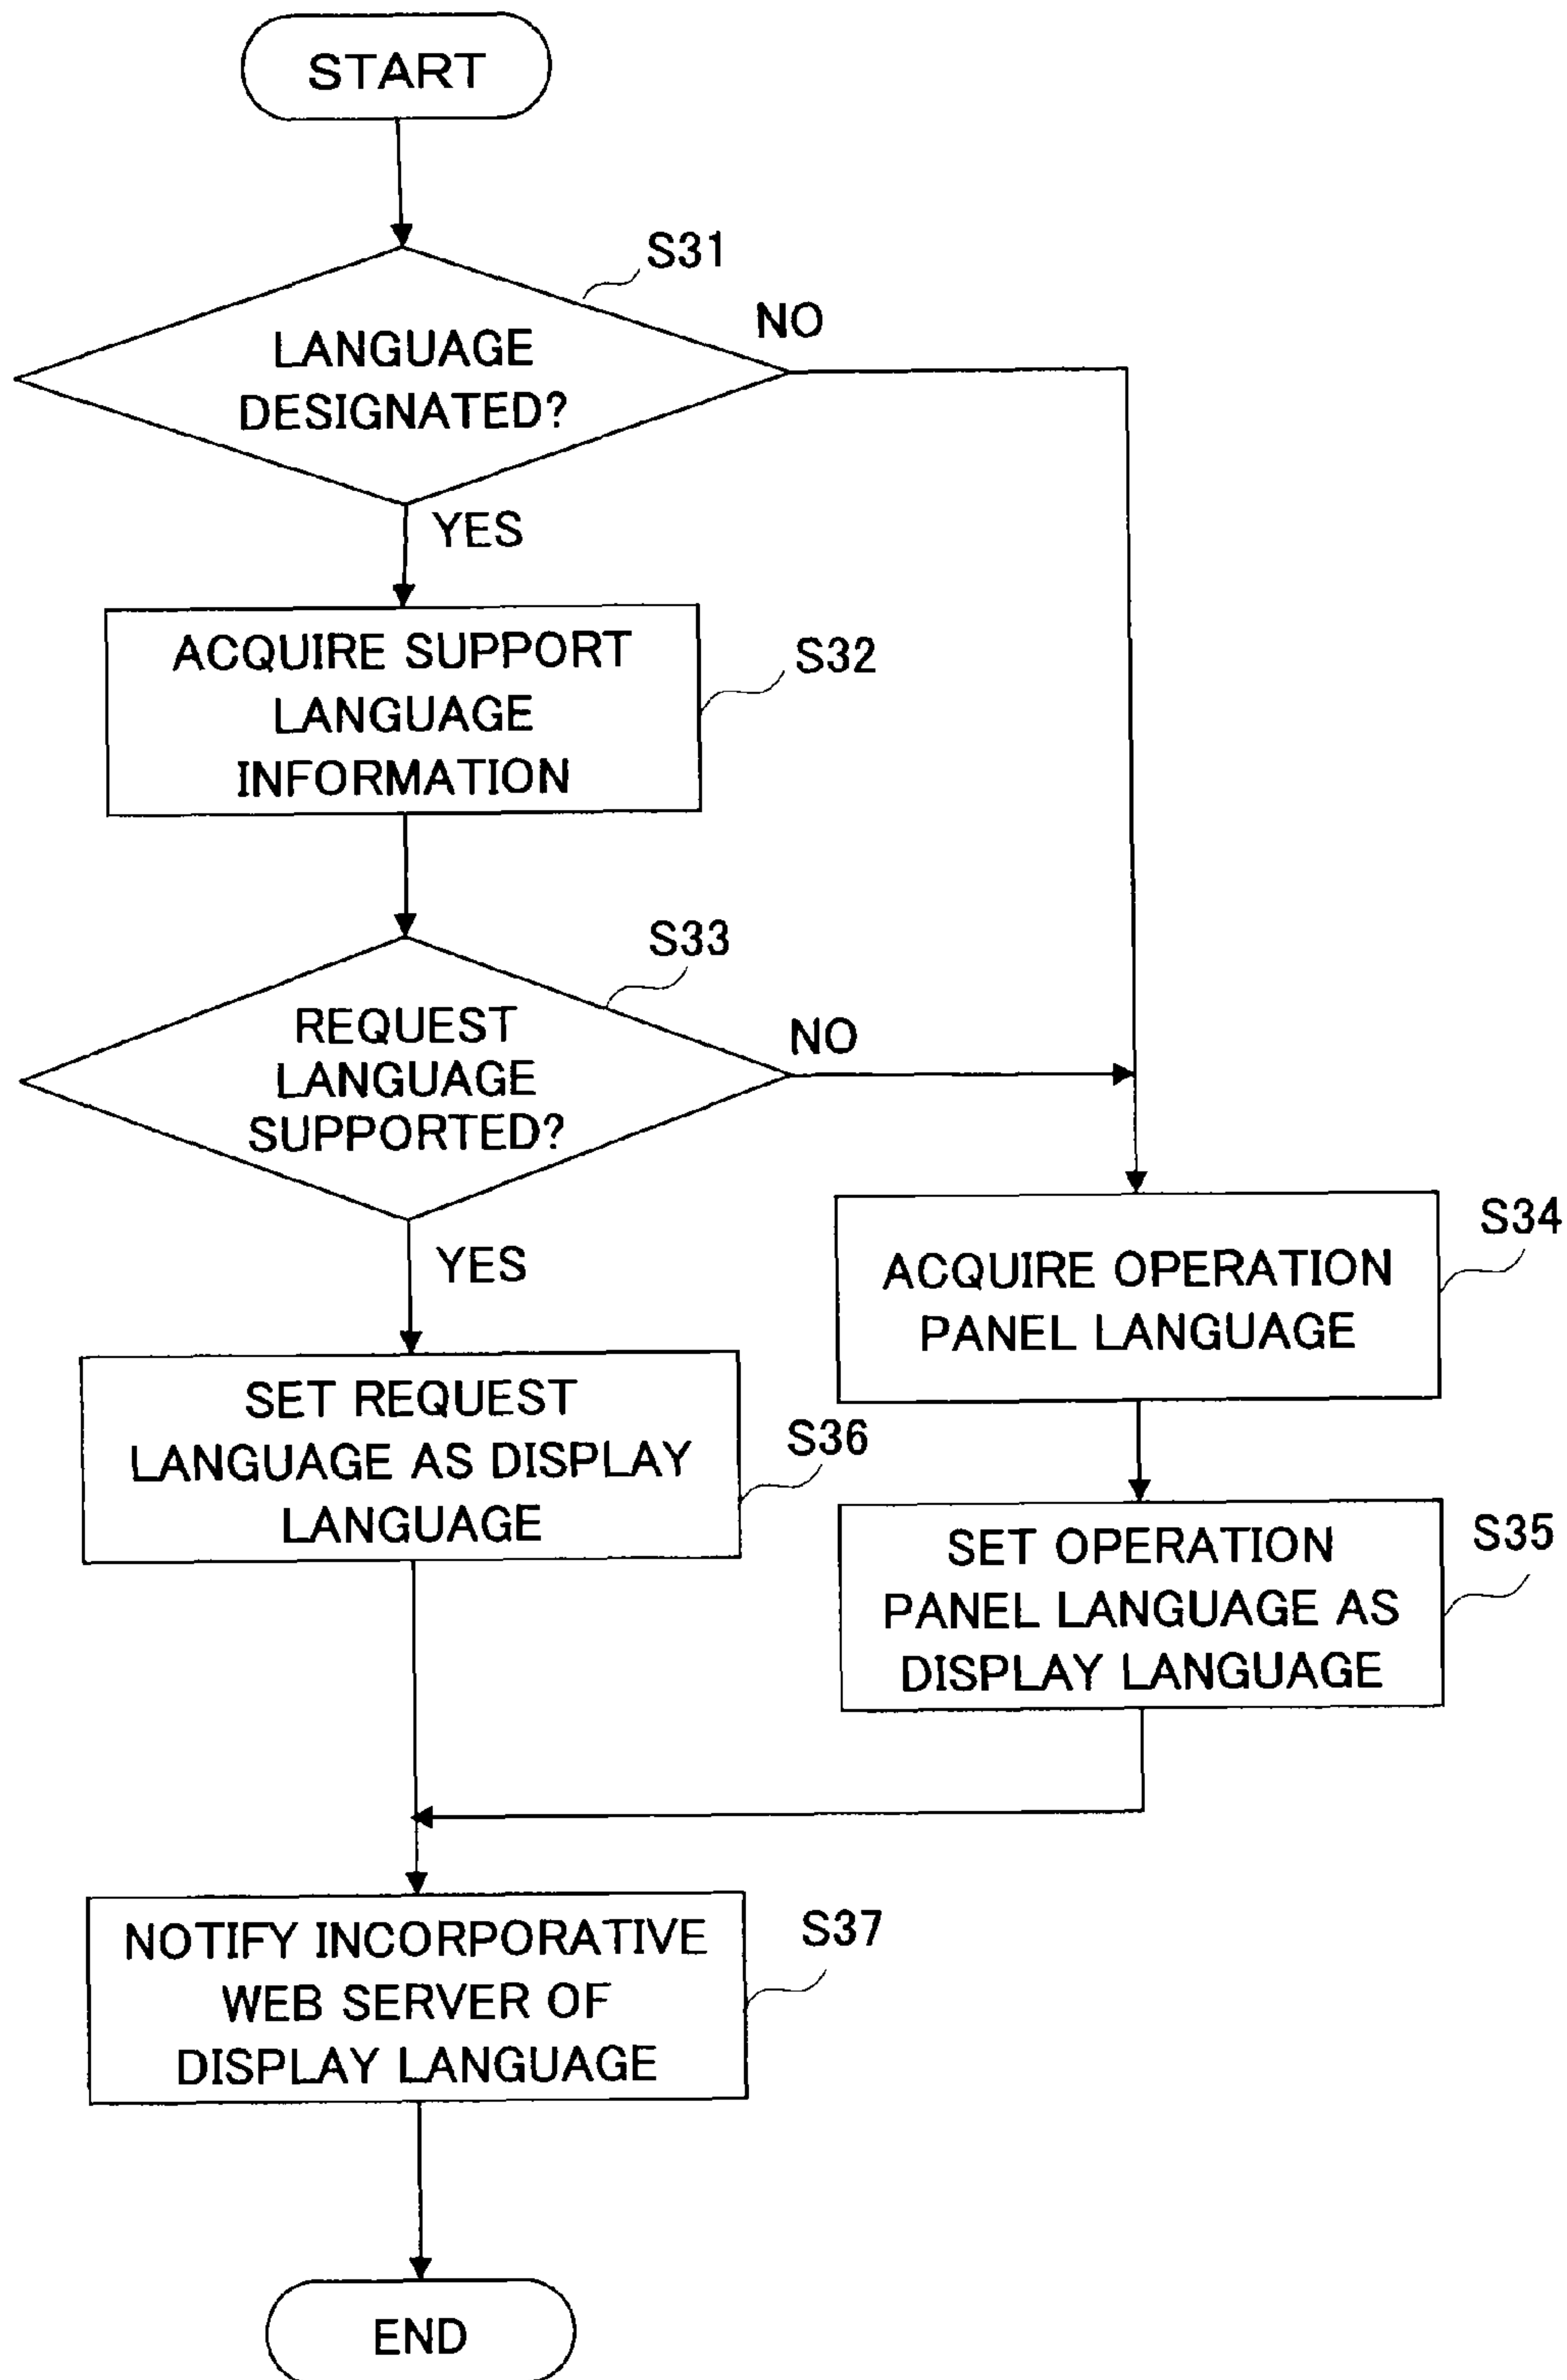 START
S31
LANGUAGE
DESIGNATED?
NO
YES
ACQUIRE SUPPORT
LANGUAGE
INFORMATION
S32
S33
REQUEST
LANGUAGE
SUPPORTED?
NO
YES
S34
ACQUIRE OPERATION
PANEL LANGUAGE
SET REQUEST
LANGUAGE AS DISPLAY
LANGUAGE
S36
SET OPERATION
PANEL LANGUAGE AS
DISPLAY LANGUAGE
S35
NOTIFY INCORPORATIVE
WEB SERVER OF
DISPLAY LANGUAGE
S37
END